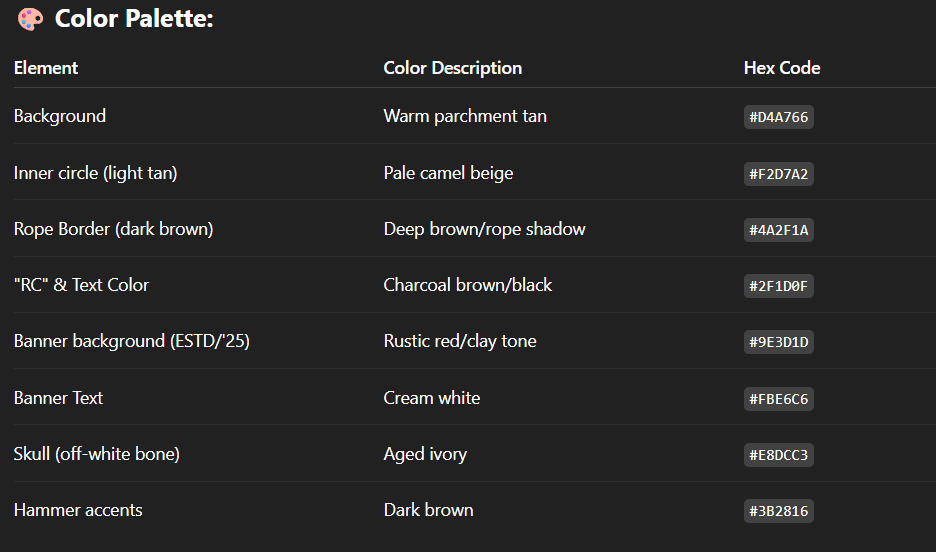 🎨 Color Palette:
Element Color Description Hex Code
Background Warm parchment tan #D4A766
Inner circle (light tan) Pale camel beige #F2D7A2
Rope Border (dark brown) Deep brown/rope shadow #4A2F1A
"RC" & Text Color Charcoal brown/black #2F1D0F
Banner background (ESTD/'25) Rustic red/clay tone #9E3D1D
Banner Text Cream white #FBE6C6
Skull (off-white bone) Aged ivory #E8DCC3
Hammer accents Dark brown #3B2816